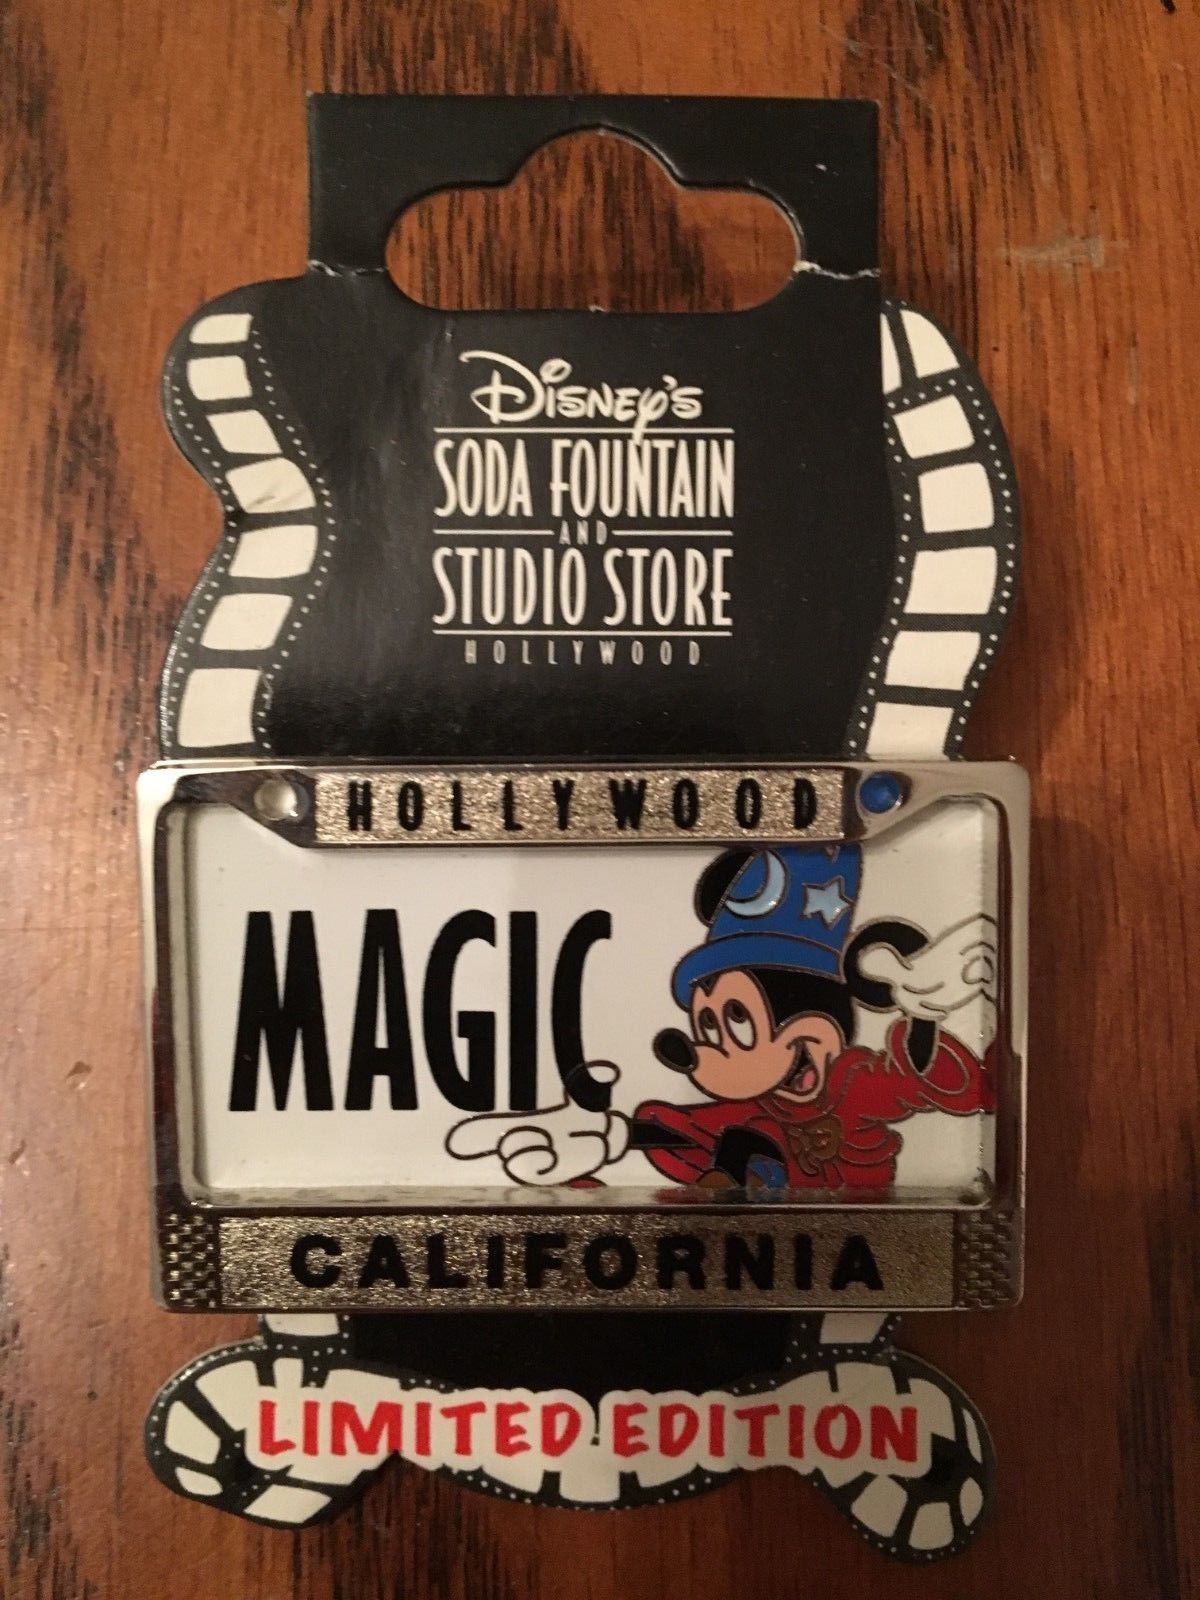 DISNEY'S
SODA FOUNTAIN
AND
STUDIO STORE
HOLLYWOOD
HOLLYWOOD
MAGIC
CALIFORNIA
LIMITED EDITION